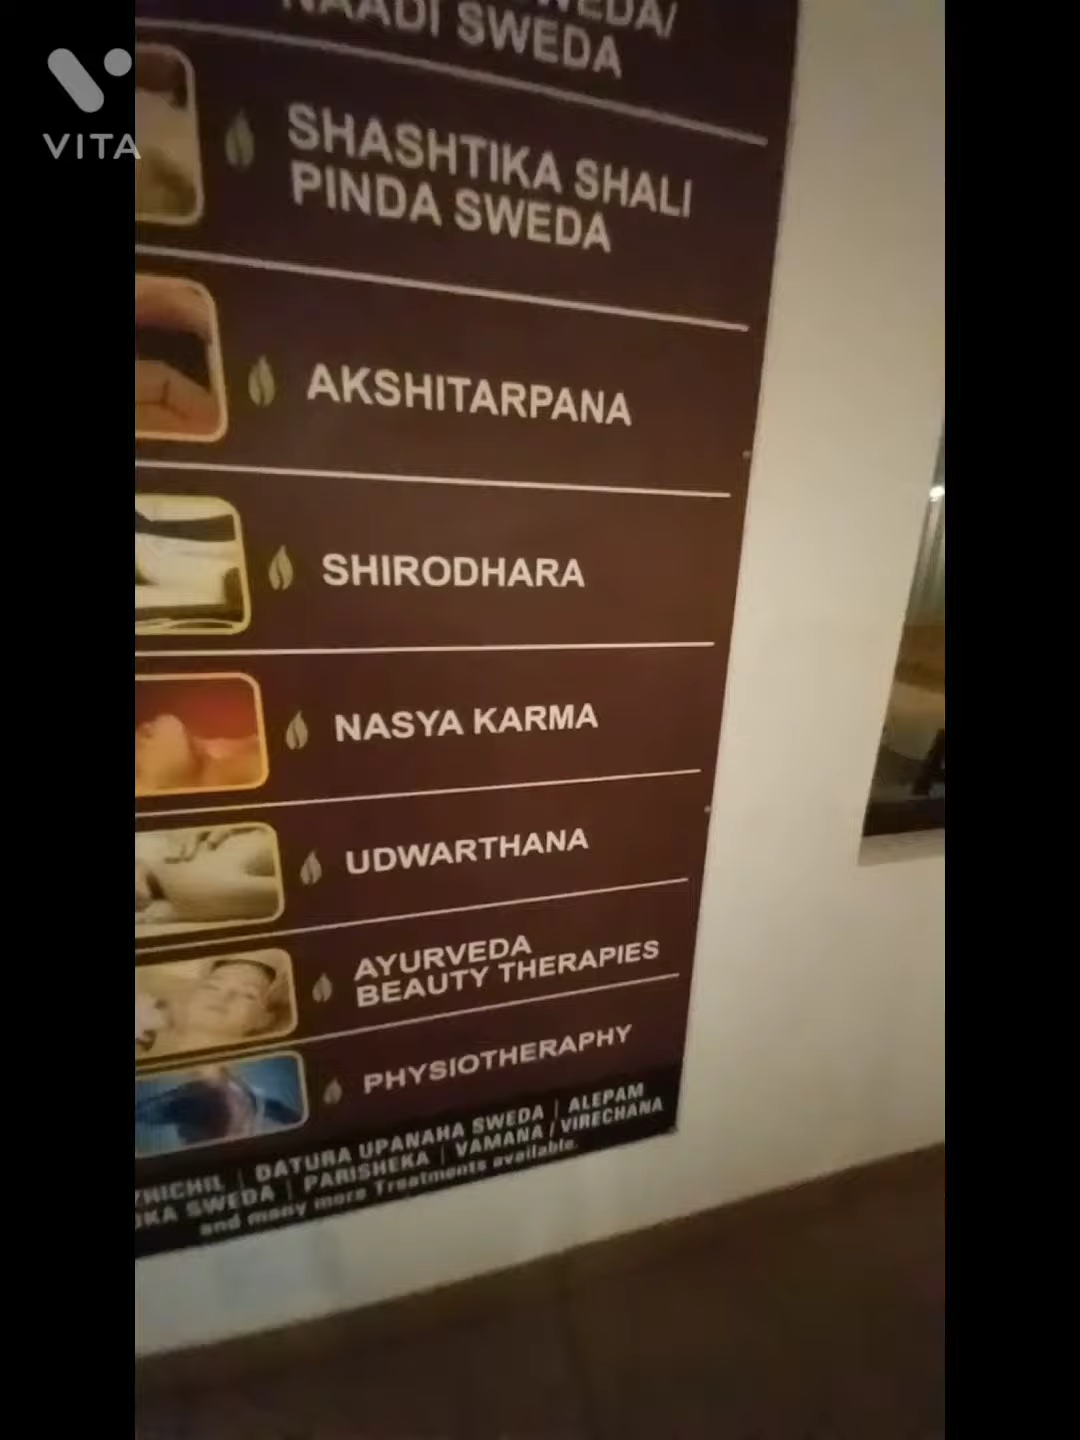 VITA
NAADI SWEDA
SHASHTIKA SHALI
PINDA SWEDA
AKSHITARPANA
SHIRODHARA
NASYA KARMA
UDWARTHANA
AYURVEDA
BEAUTY THERAPIES
PHYSIOTHERAPHY
DATURA UPANAHA SWEDA | ALEPAM
SWEDA | PARISHEKA | VAMANA / VIRECHANA
and many more Treatments available.